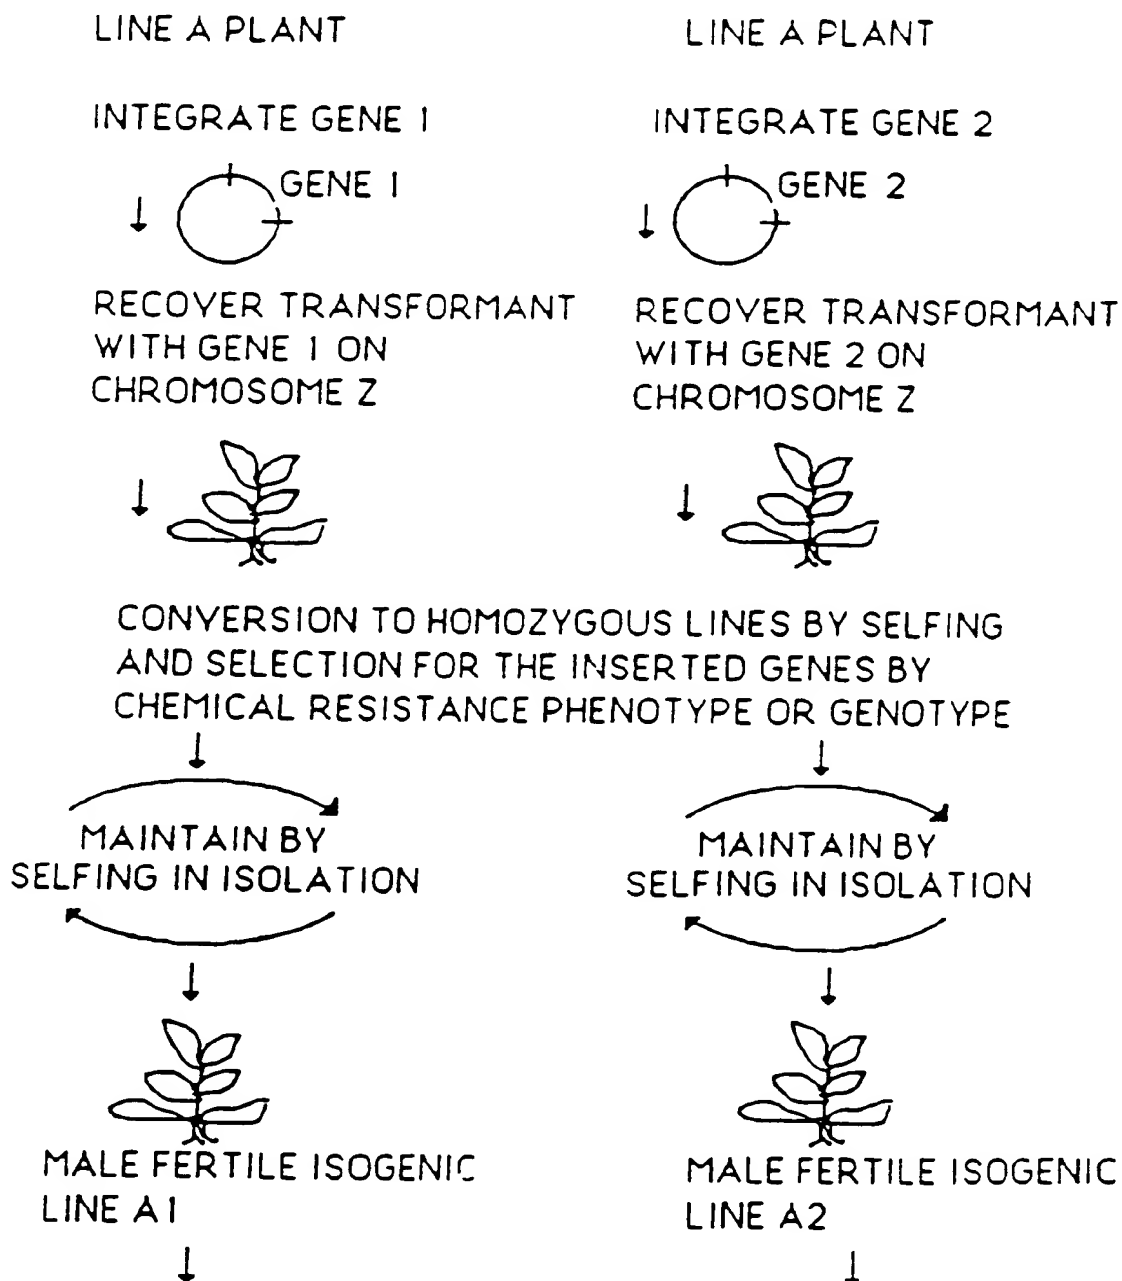 LINE A PLANT
LINE A PLANT
INTEGRATE GENE 1
INTEGRATE GENE 2
GENE 1
GENE 2
RECOVER TRANSFORMANT
WITH GENE 1 ON
CHROMOSOME Z
RECOVER TRANSFORMANT
WITH GENE 2 ON
CHROMOSOME Z
CONVERSION TO HOMOZYGOUS LINES BY SELFING
AND SELECTION FOR THE INSERTED GENES BY
CHEMICAL RESISTANCE PHENOTYPE OR GENOTYPE
MAINTAIN BY
SELFING IN ISOLATION
MAINTAIN BY
SELFING IN ISOLATION
MALE FERTILE ISOGENIC
LINE A1
MALE FERTILE ISOGENIC
LINE A2